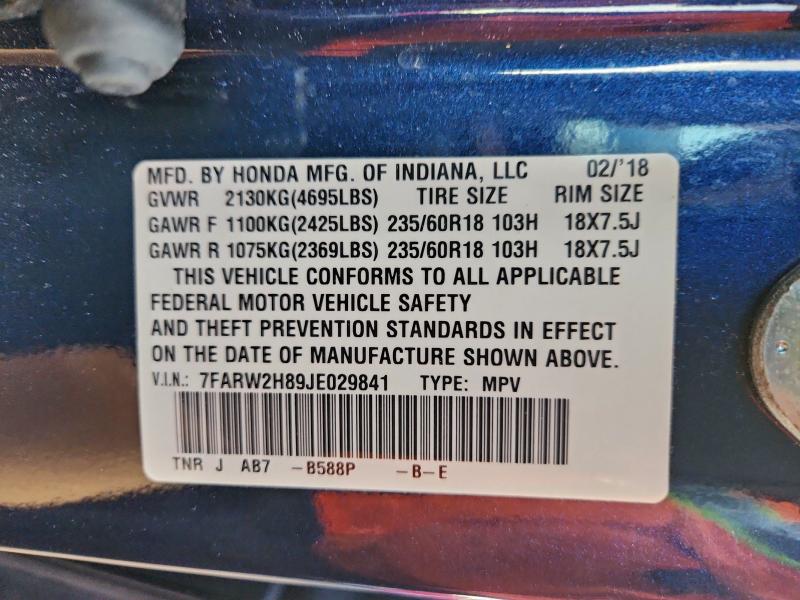 MFD. BY HONDA MFG. OF INDIANA, LLC 02/'18
GVWR 2130KG(4695LBS) TIRE SIZE RIM SIZE
GAWR F 1100KG(2425LBS) 235/60R18 103H 18X7.5J
GAWR R 1075KG(2369LBS) 235/60R18 103H 18X7.5J
THIS VEHICLE CONFORMS TO ALL APPLICABLE
FEDERAL MOTOR VEHICLE SAFETY
AND THEFT PREVENTION STANDARDS IN EFFECT
ON THE DATE OF MANUFACTURE SHOWN ABOVE.
V.I.N.: 7FARW2H89JE029841 TYPE: MPV
TNR J AB7 -B588P -B-E